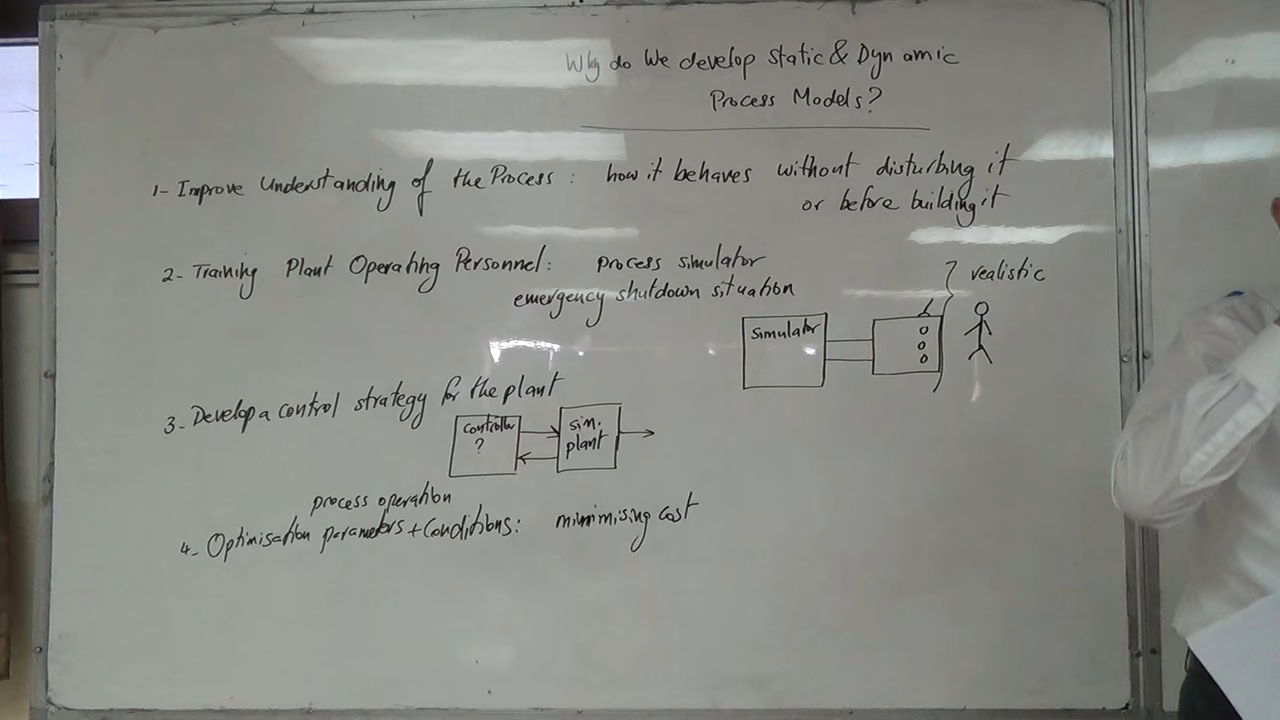 Why do We develop static & Dynamic
Process Models?
1- Improve Understanding of the Process: how it behaves without disturbing it
or before building it
2- Training Plant Operating Personnel: process simulator
emergency shutdown situation
realistic
simulator
3- Develop a control strategy for the plant
controller
?
sim.
plant
process operation
4- Optimisation parameters + Conditions: minimising cost